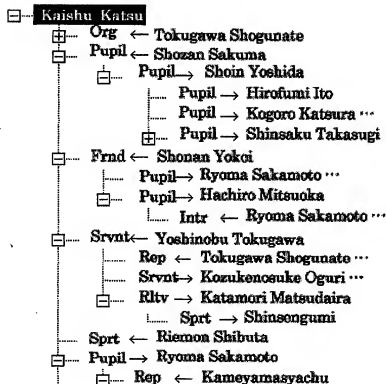 Kaishu Katsu
Org ← Tokugawa Shogunate
Pupil ← Shozan Sakuma
Pupil → Shoin Yoshida
Pupil → Hirofumi Ito
Pupil → Kogoro Katsura ···
Pupil → Shinsaku Takasugi
Frnd ← Shonan Yokoi
Pupil → Ryoma Sakamoto ···
Pupil → Hachiro Mitsuoka
Intr ← Ryoma Sakamoto ···
Srvnt ← Yoshinobu Tokugawa
Rep ← Tokugawa Shogunate ···
Srvnt → Kozukenosuke Oguri ···
Rltv → Katamori Matsudaira
Sprt → Shinsengumi
Sprt ← Riemon Shibuta
Pupil → Ryoma Sakamoto
Rep ← Kameyamasyachu